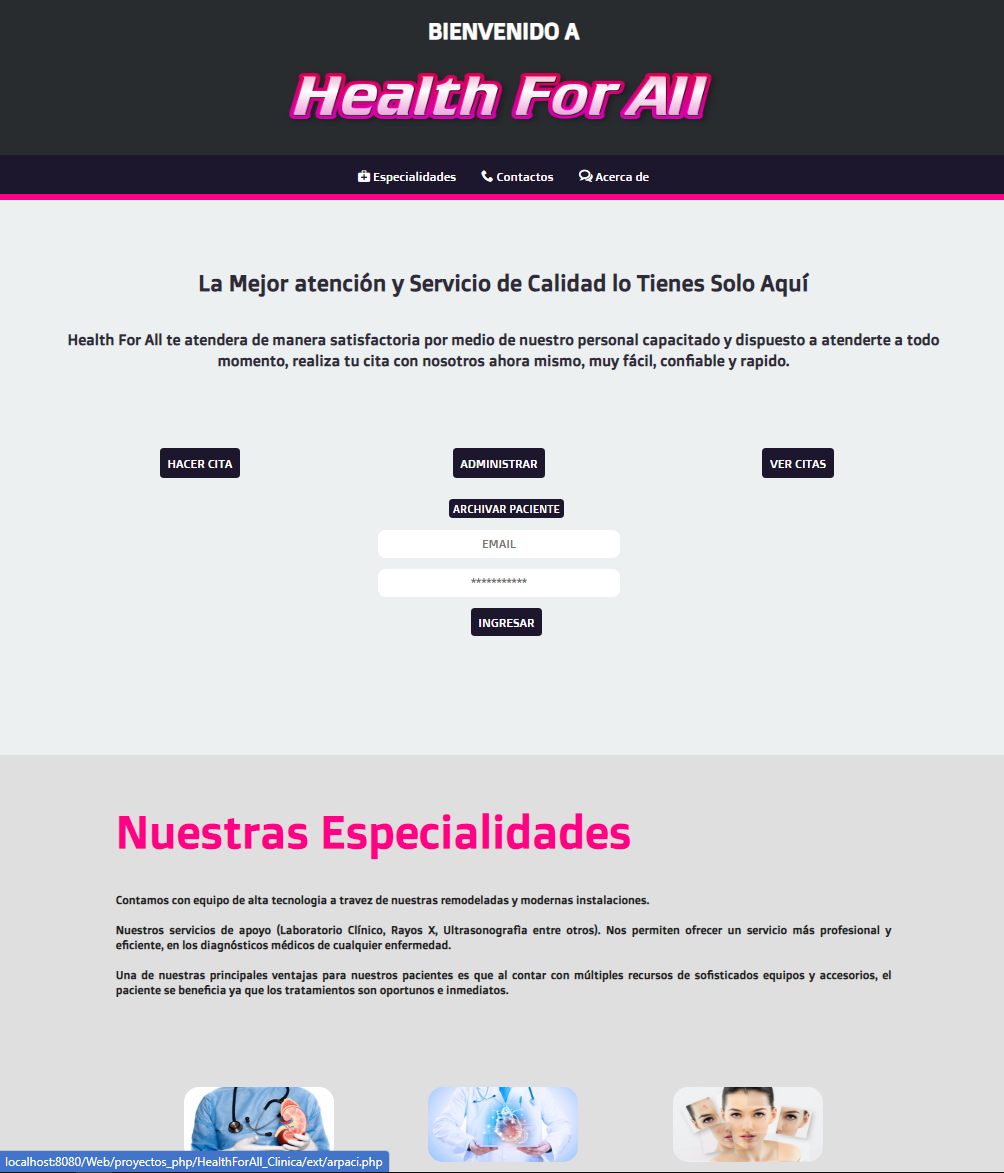 BIENVENIDO A
Health For All
Especialidades Contactos Acerca de
La Mejor atención y Servicio de Calidad lo Tienes Solo Aquí
Health For All te atendera de manera satisfactoria por medio de nuestro personal capacitado y dispuesto a atenderte a todo
momento, realiza tu cita con nosotros ahora mismo, muy fácil, confiable y rapido.
HACER CITA ADMINISTRAR VER CITAS
ARCHIVAR PACIENTE
EMAIL
***********
INGRESAR
Nuestras Especialidades
Contamos con equipo de alta tecnologia a travez de nuestras remodeladas y modernas instalaciones.
Nuestros servicios de apoyo (Laboratorio Clínico, Rayos X, Ultrasonografia entre otros). Nos permiten ofrecer un servicio más profesional y
eficiente, en los diagnósticos médicos de cualquier enfermedad.
Una de nuestras principales ventajas para nuestros pacientes es que al contar con múltiples recursos de sofisticados equipos y accesorios, el
paciente se beneficia ya que los tratamientos son oportunos e inmediatos.
localhost:8080/Web/proyectos_php/HealthForAll_Clinica/ext/arpaci.php